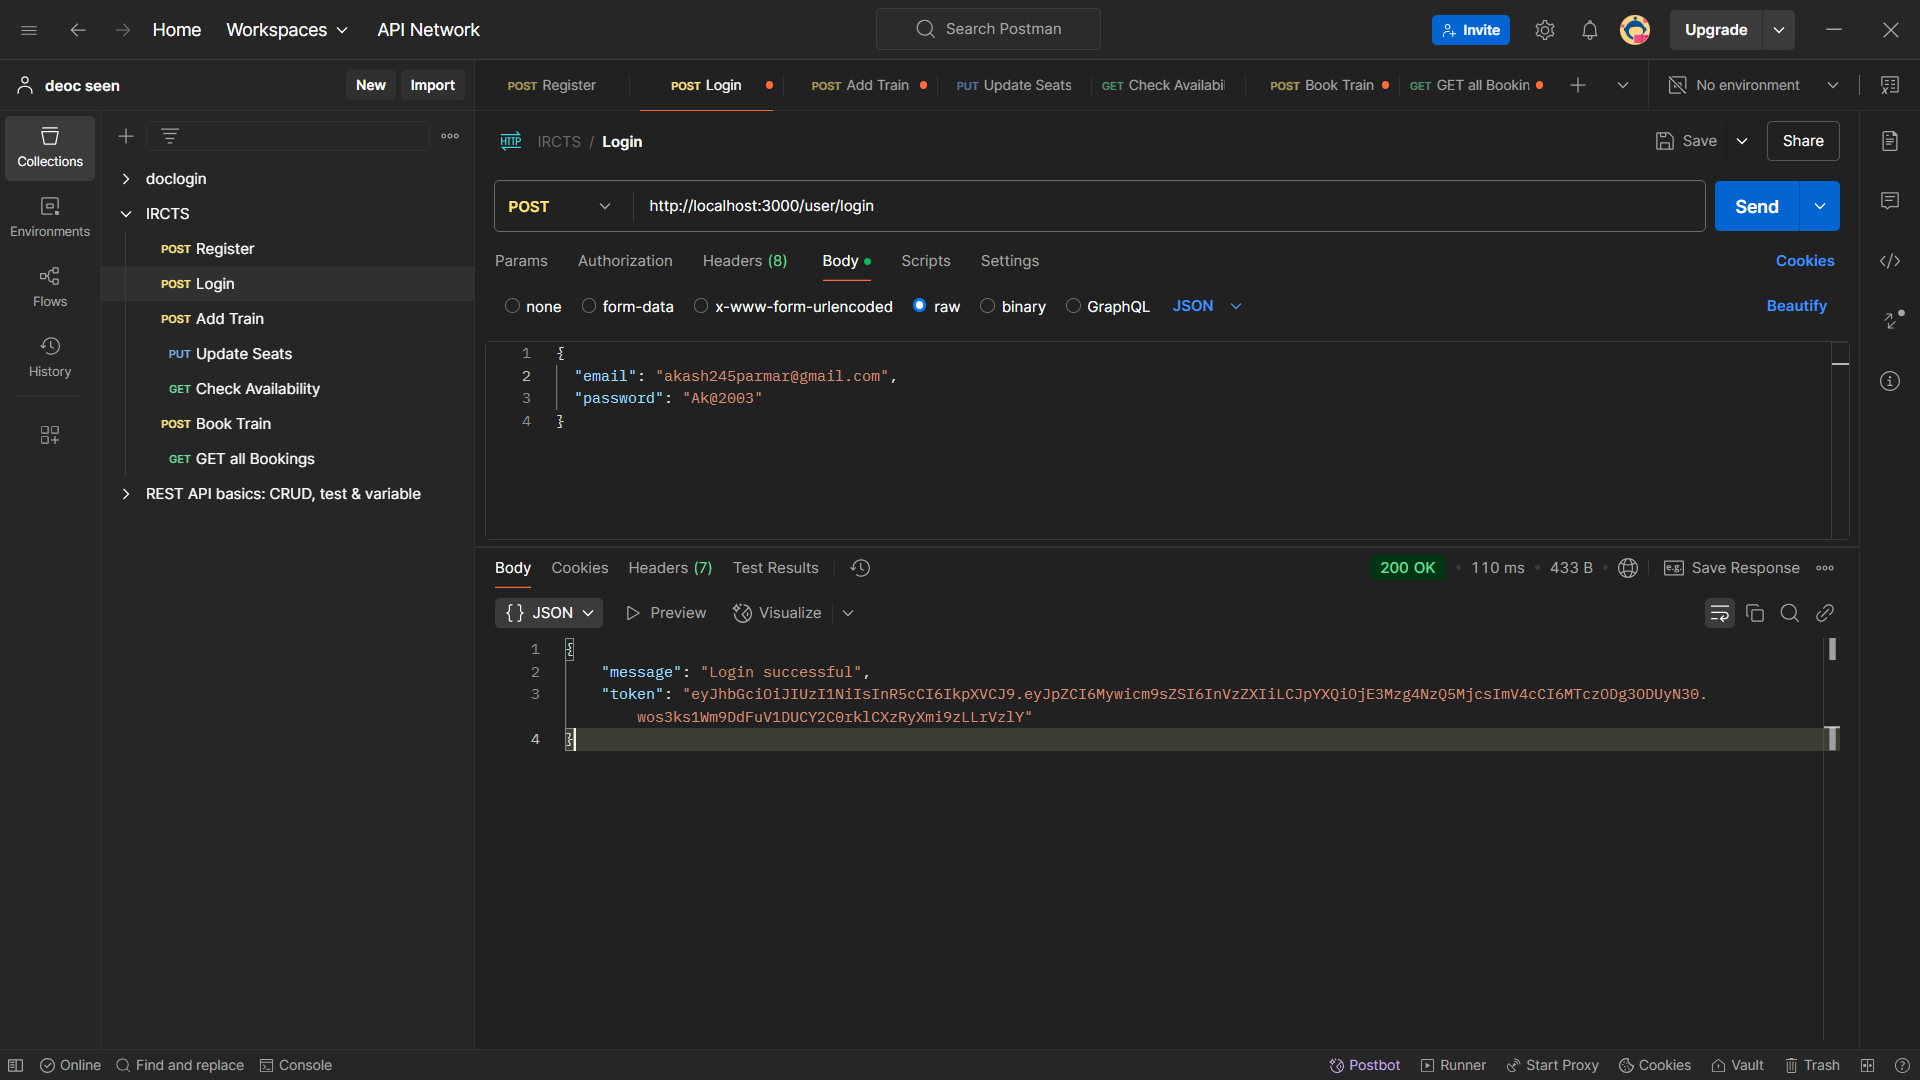 Home Workspaces API Network Search Postman Invite Upgrade
deoc seen New Import POST Register POST Login POST Add Train PUT Update Seats GET Check Availabi POST Book Train GET GET all Bookin No environment
Collections
Environments
Flows
History
doclogin
IRCTS
POST Register
POST Login
POST Add Train
PUT Update Seats
GET Check Availability
POST Book Train
GET GET all Bookings
REST API basics: CRUD, test & variable
HTTP IRCTS / Login Save Share
POST http://localhost:3000/user/login Send
Params Authorization Headers (8) Body Scripts Settings Cookies
none form-data x-www-form-urlencoded raw binary GraphQL JSON Beautify
1 {
2 "email": "akash245parmar@gmail.com",
3 "password": "Ak@2003"
4 }
Body Cookies Headers (7) Test Results 200 OK 110 ms 433 B e.g. Save Response
{} JSON Preview Visualize
1 {
2 "message": "Login successful",
3 "token": "eyJhbGciOiJIUzI1NiIsInR5cCI6IkpXVCJ9.eyJpZCI6Mywicm9sZSI6InVzZXIiLCJpYXQiOjE3Mzg4NzQ5MjcsImV4cCI6MTczODg3ODUyN30.
wos3ks1Wm9DdFuV1DUCY2C0rklCXzRyXmi9zLLrVzlY"
4 }
Online Find and replace Console Postbot Runner Start Proxy Cookies Vault Trash